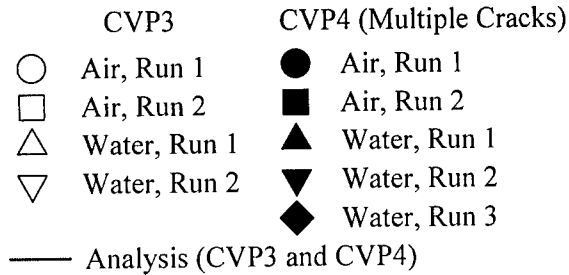 CVP3 CVP4 (Multiple Cracks)
Air, Run 1 Air, Run 1
Air, Run 2 Air, Run 2
Water, Run 1 Water, Run 1
Water, Run 2 Water, Run 2
Water, Run 3
Analysis (CVP3 and CVP4)